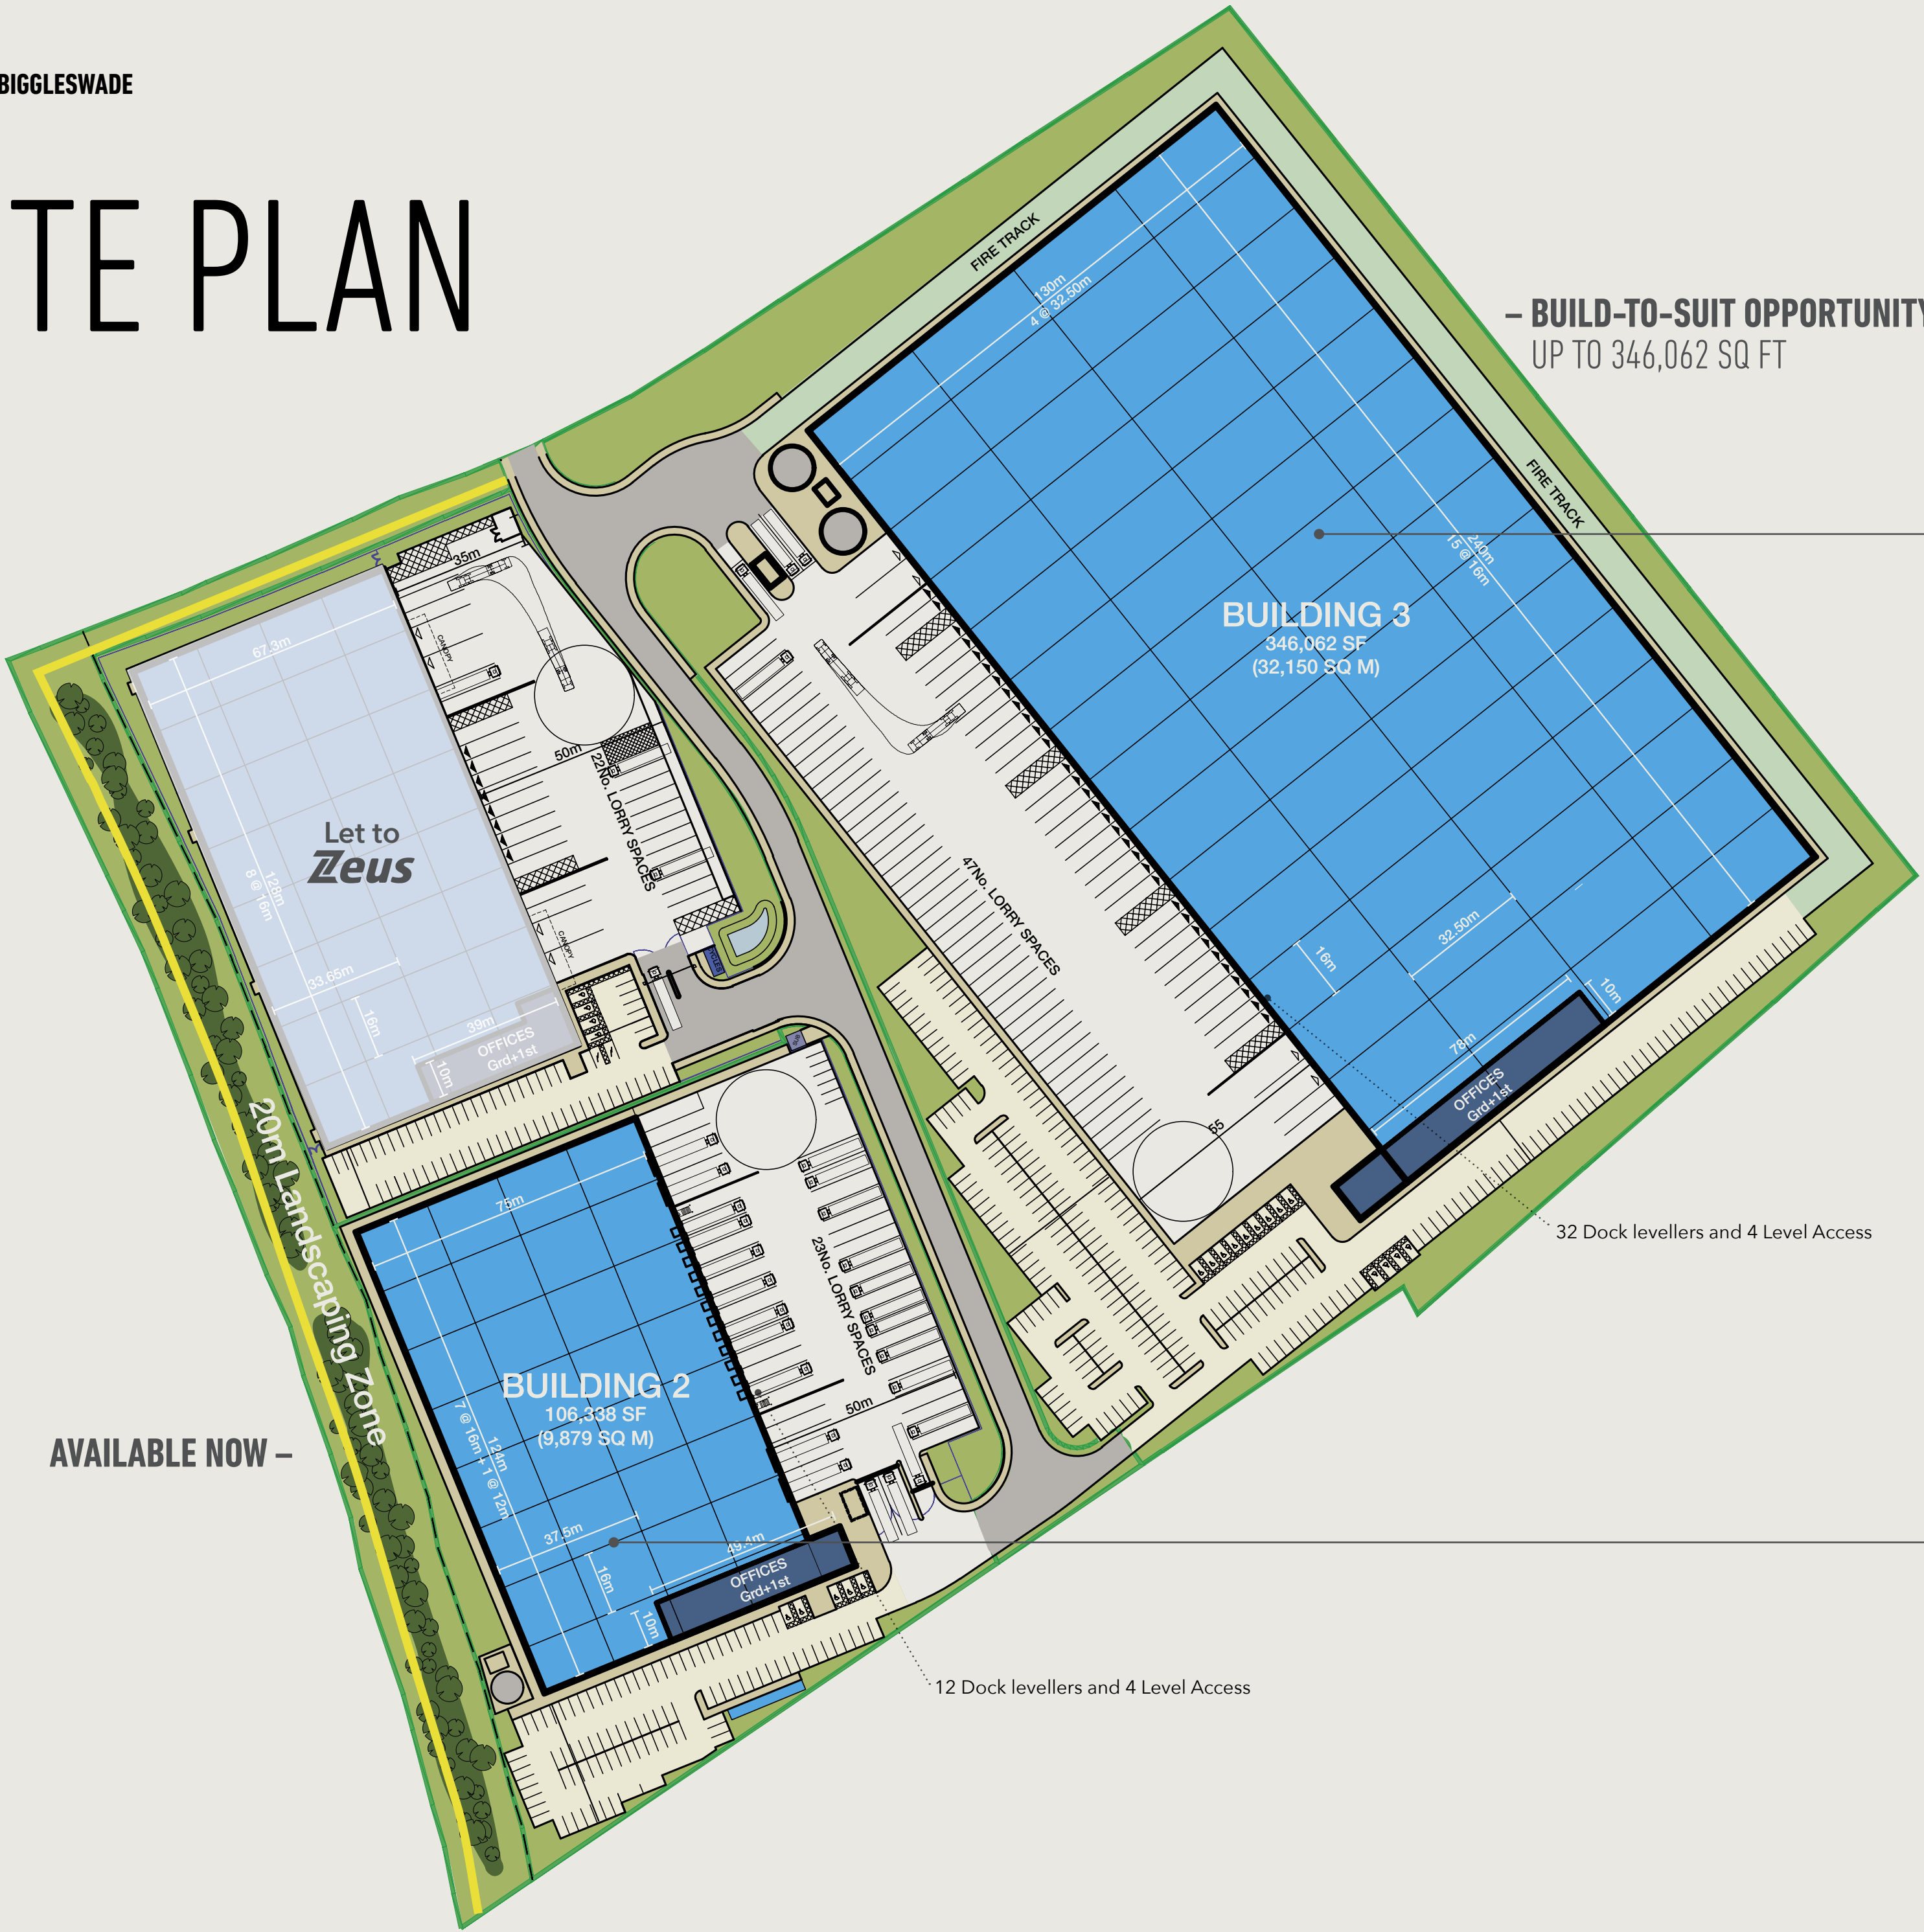 BIGGLESWADE
TE PLAN
– BUILD-TO-SUIT OPPORTUNITY
UP TO 346,062 SQ FT
FIRE TRACK
130m
4 @ 32.50m
FIRE TRACK
240m
15 @ 16m
BUILDING 3
346,062 SF
(32,150 SQ M)
35m
CANOPY
67.3m
50m
22No. LORRY SPACES
Let to
Zeus
128m
8 @ 16m
CANOPY
33.65m
16m
39m
OFFICES
Grd+1st
10m
47No. LORRY SPACES
32.50m
16m
10m
78m
OFFICES
Grd+1st
55
32 Dock levellers and 4 Level Access
20m Landscaping Zone
75m
23No. LORRY SPACES
BUILDING 2
106,338 SF
(9,879 SQ M)
50m
124m
7 @ 16m + 1 @ 12m
AVAILABLE NOW –
37.5m
49.4m
16m
OFFICES
Grd+1st
10m
12 Dock levellers and 4 Level Access